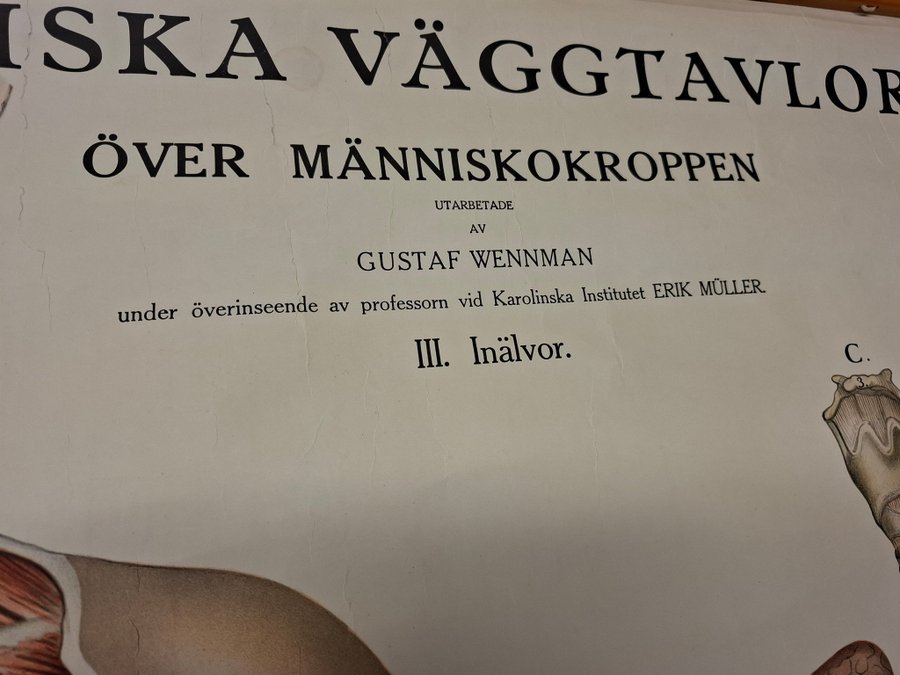 ISKA VÄGGTAVLOR
ÖVER MÄNNISKOKROPPEN
UTARBETADE
AV
GUSTAF WENNMAN
under överinseende av professorn vid Karolinska Institutet ERIK MÜLLER.
III. Inälvor.
C.
3.